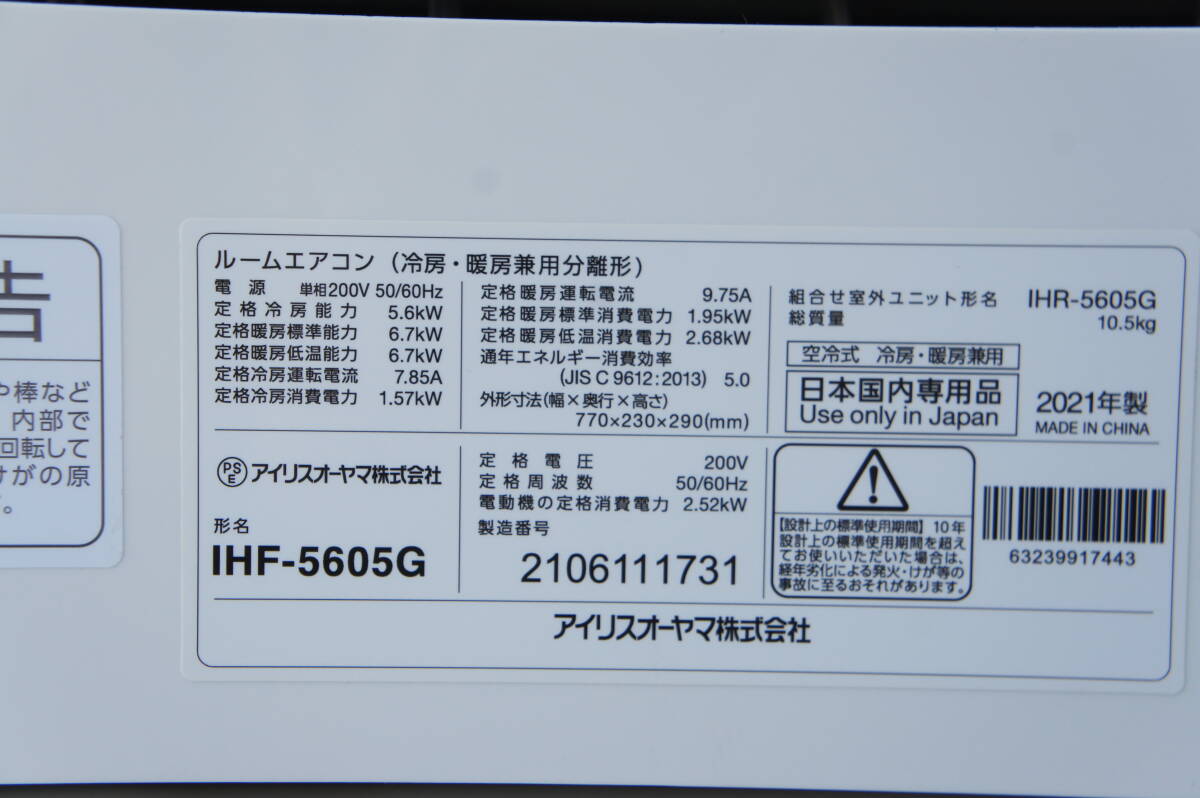 告
や棒など
内部で
回転して
けがの原
。
ルームエアコン（冷房・暖房兼用分離形）
電源 単相200V 50/60Hz
定格冷房能力 5.6kW
定格暖房標準能力 6.7kW
定格暖房低温能力 6.7kW
定格冷房運転電流 7.85A
定格冷房消費電力 1.57kW
定格暖房運転電流 9.75A
定格暖房標準消費電力 1.95kW
定格暖房低温消費電力 2.68kW
通年エネルギー消費効率
(JIS C 9612:2013) 5.0
外形寸法(幅×奥行×高さ)
770×230×290(mm)
組合せ室外ユニット形名 IHR-5605G
総質量 10.5kg
空冷式 冷房・暖房兼用
日本国内専用品
Use only in Japan
2021年製
MADE IN CHINA
PSE アイリスオーヤマ株式会社
形名
IHF-5605G
定格電圧 200V
定格周波数 50/60Hz
電動機の定格消費電力 2.52kW
製造番号
2106111731
【設計上の標準使用期間】10年
設計上の標準使用期間を超え
てお使いいただいた場合は、
経年劣化による発火・けが等の
事故に至るおそれがあります。
63239917443
アイリスオーヤマ株式会社